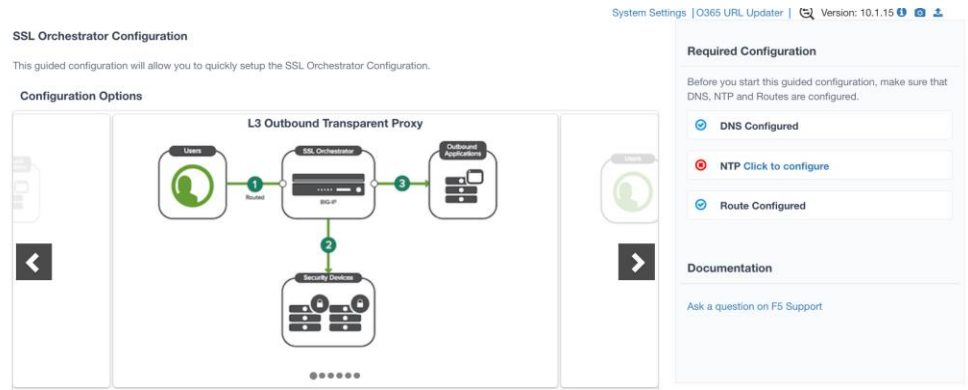 System Settings | O365 URL Updater | Version: 10.1.15
SSL Orchestrator Configuration
This guided configuration will allow you to quickly setup the SSL Orchestrator Configuration.
Configuration Options
L3 Outbound Transparent Proxy
Users
SSL Orchestrator
Outbound
Applications
Users
1
3
Routed
BIG-IP
2
Security Devices
Required Configuration
Before you start this guided configuration, make sure that
DNS, NTP and Routes are configured.
DNS Configured
NTP Click to configure
Route Configured
Documentation
Ask a question on F5 Support